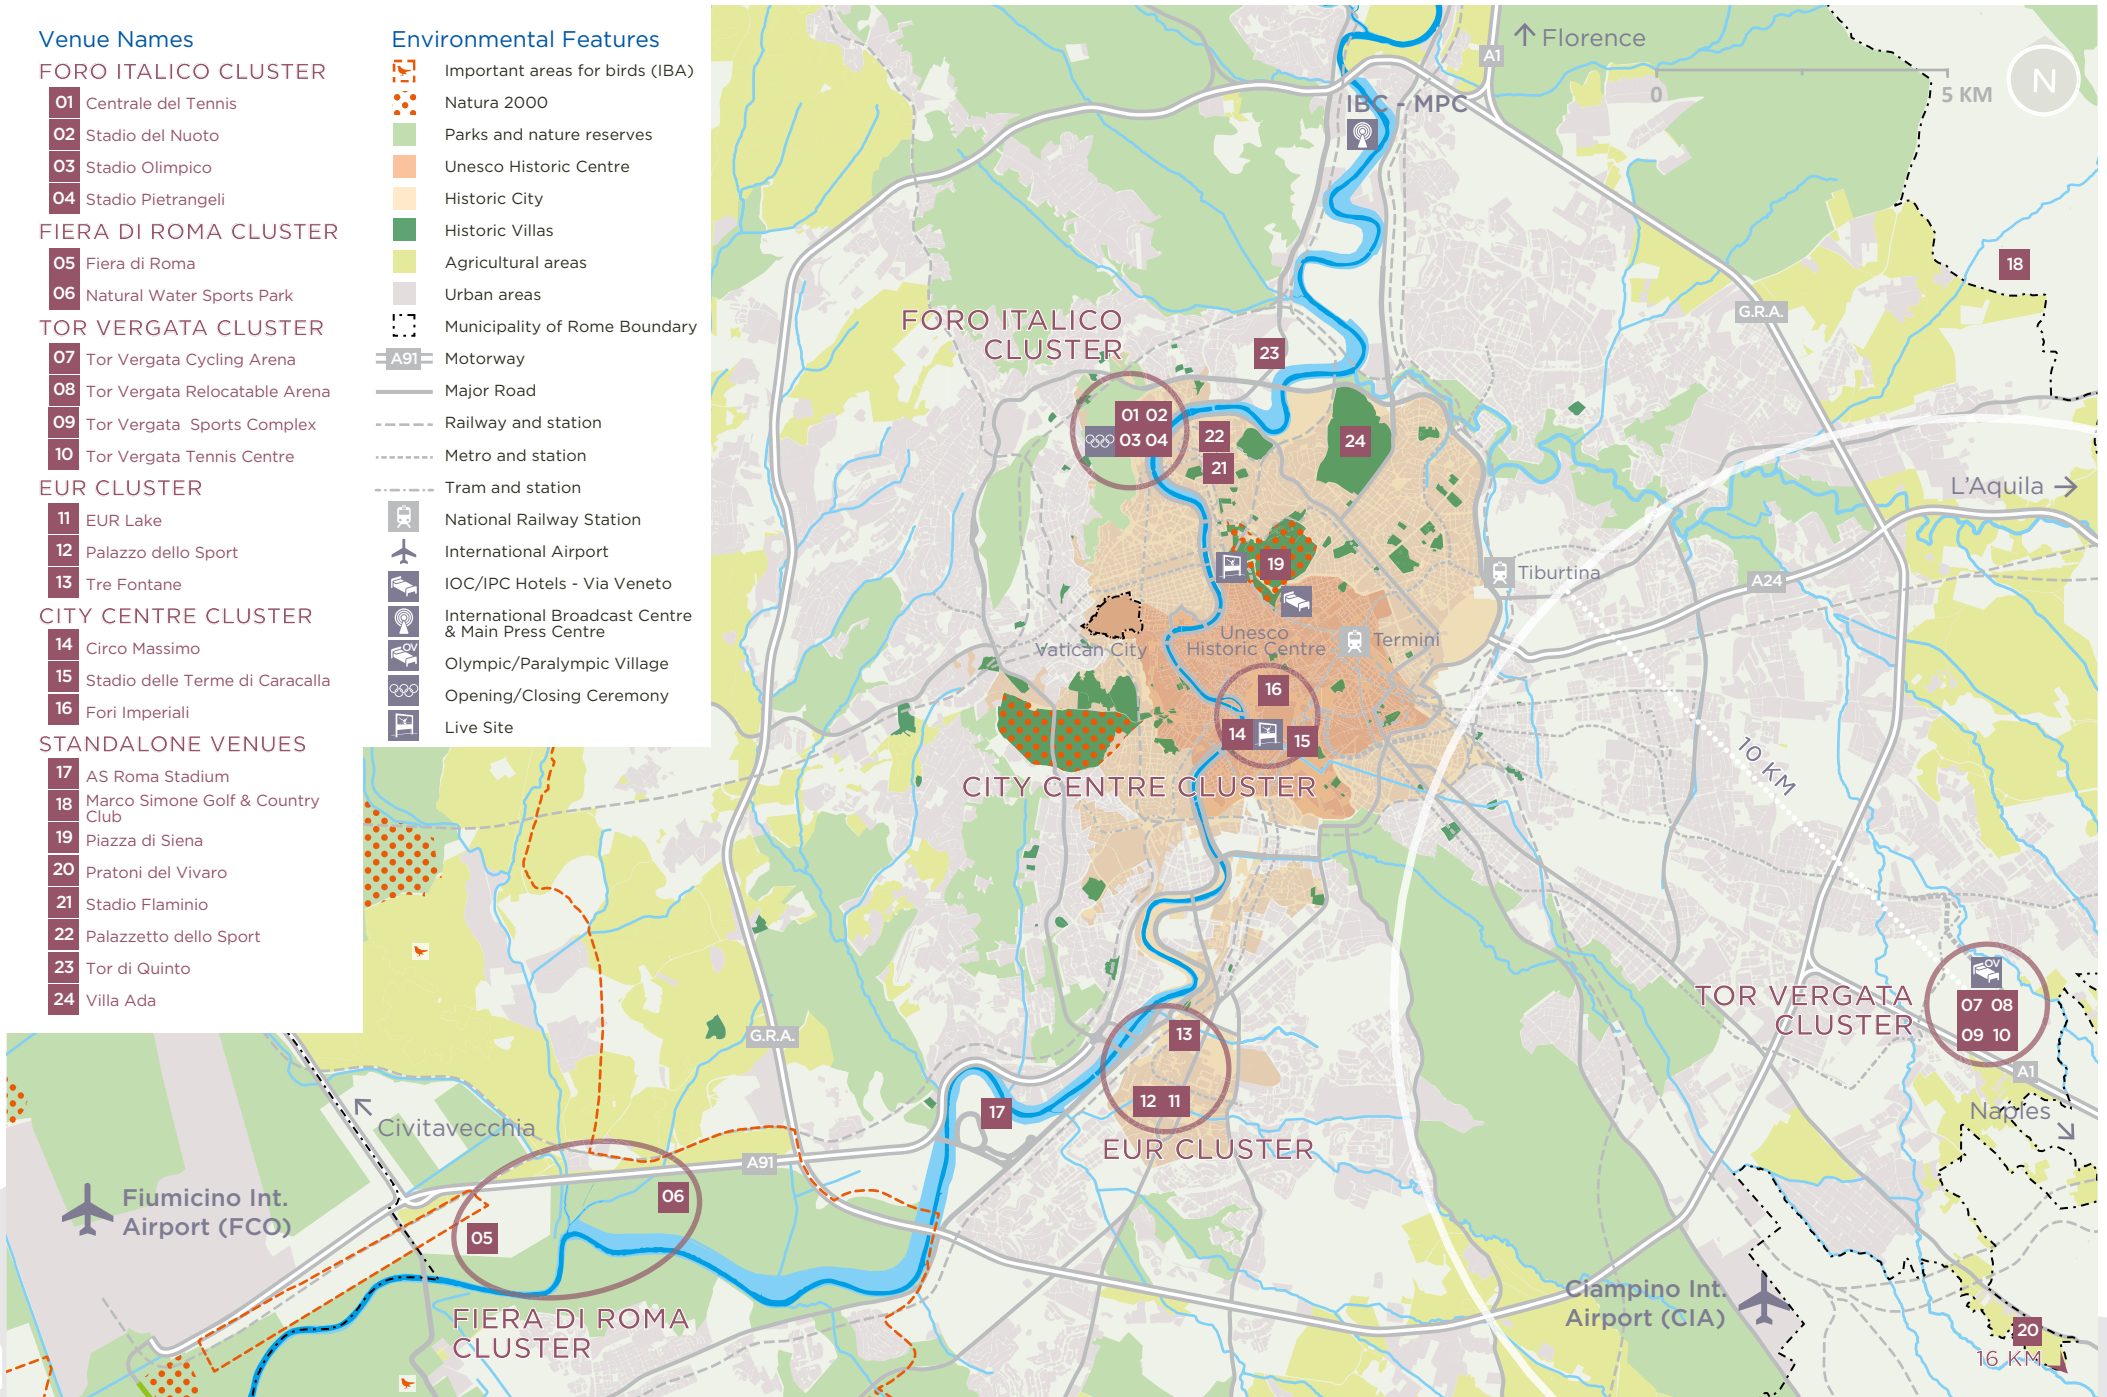 Venue Names
FORO ITALICO CLUSTER
01 Centrale del Tennis
02 Stadio del Nuoto
03 Stadio Olimpico
04 Stadio Pietrangeli
FIERA DI ROMA CLUSTER
05 Fiera di Roma
06 Natural Water Sports Park
TOR VERGATA CLUSTER
07 Tor Vergata Cycling Arena
08 Tor Vergata Relocatable Arena
09 Tor Vergata Sports Complex
10 Tor Vergata Tennis Centre
EUR CLUSTER
11 EUR Lake
12 Palazzo dello Sport
13 Tre Fontane
CITY CENTRE CLUSTER
14 Circo Massimo
15 Stadio delle Terme di Caracalla
16 Fori Imperiali
STANDALONE VENUES
17 AS Roma Stadium
18 Marco Simone Golf & Country
Club
19 Piazza di Siena
20 Pratoni del Vivaro
21 Stadio Flaminio
22 Palazzetto dello Sport
23 Tor di Quinto
24 Villa Ada
Environmental Features
Important areas for birds (IBA)
Natura 2000
Parks and nature reserves
Unesco Historic Centre
Historic City
Historic Villas
Agricultural areas
Urban areas
Municipality of Rome Boundary
A91 Motorway
Major Road
Railway and station
Metro and station
Tram and station
National Railway Station
International Airport
IOC/IPC Hotels - Via Veneto
International Broadcast Centre
& Main Press Centre
OV Olympic/Paralympic Village
Opening/Closing Ceremony
Live Site
Florence
A1
0 5 KM
N
IBC - MPC
18
G.R.A.
FORO ITALICO
CLUSTER
23
01 02
03 04
22
21
24
L'Aquila
19
Tiburtina
A24
Unesco
Historic Centre
Vatican City
Termini
16
14
15
CITY CENTRE CLUSTER
10 KM
OV
07 08
09 10
TOR VERGATA
CLUSTER
A1
Naples
13
12 11
EUR CLUSTER
17
G.R.A.
Civitavecchia
A91
Fiumicino Int.
Airport (FCO)
06
05
FIERA DI ROMA
CLUSTER
Ciampino Int.
Airport (CIA)
20
16 KM